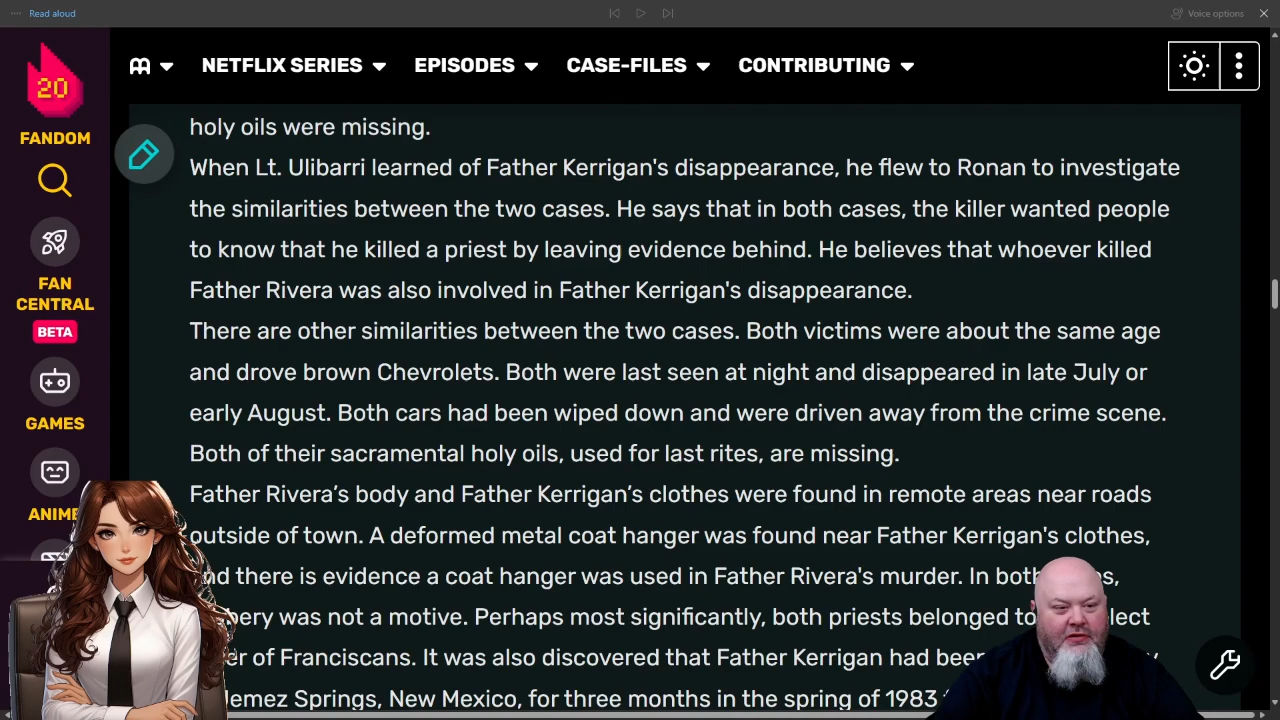 Read aloud
Voice options
20
FANDOM
FAN CENTRAL
BETA
GAMES
ANIME
NETFLIX SERIES
EPISODES
CASE-FILES
CONTRIBUTING
holy oils were missing.
When Lt. Ulibarri learned of Father Kerrigan's disappearance, he flew to Ronan to investigate
the similarities between the two cases. He says that in both cases, the killer wanted people
to know that he killed a priest by leaving evidence behind. He believes that whoever killed
Father Rivera was also involved in Father Kerrigan's disappearance.
There are other similarities between the two cases. Both victims were about the same age
and drove brown Chevrolets. Both were last seen at night and disappeared in late July or
early August. Both cars had been wiped down and were driven away from the crime scene.
Both of their sacramental holy oils, used for last rites, are missing.
Father Rivera’s body and Father Kerrigan’s clothes were found in remote areas near roads
outside of town. A deformed metal coat hanger was found near Father Kerrigan's clothes,
there is evidence a coat hanger was used in Father Rivera's murder. In both
was not a motive. Perhaps most significantly, both priests belonged to
of Franciscans. It was also discovered that Father Kerrigan had been
Jemez Springs, New Mexico, for three months in the spring of 1983